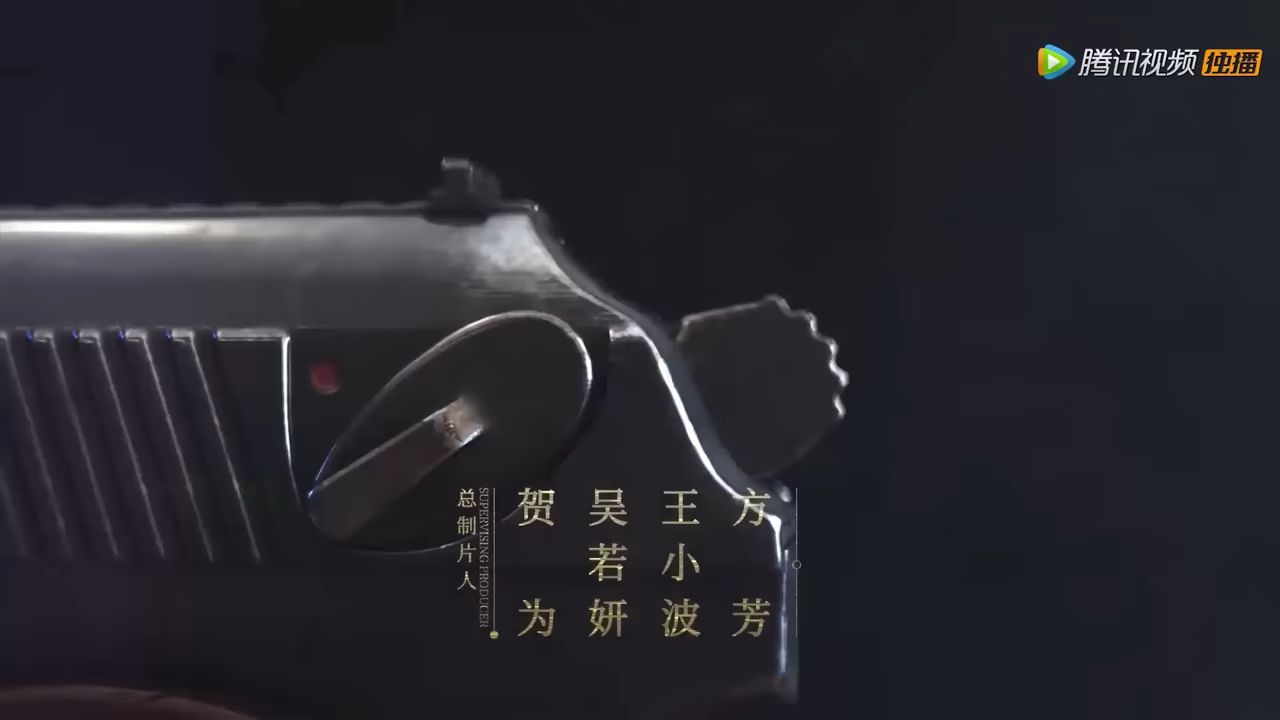 腾讯视频 独播
总制片人
SUPERVISING PRODUCER
贺为
吴若妍
王小波
方芳